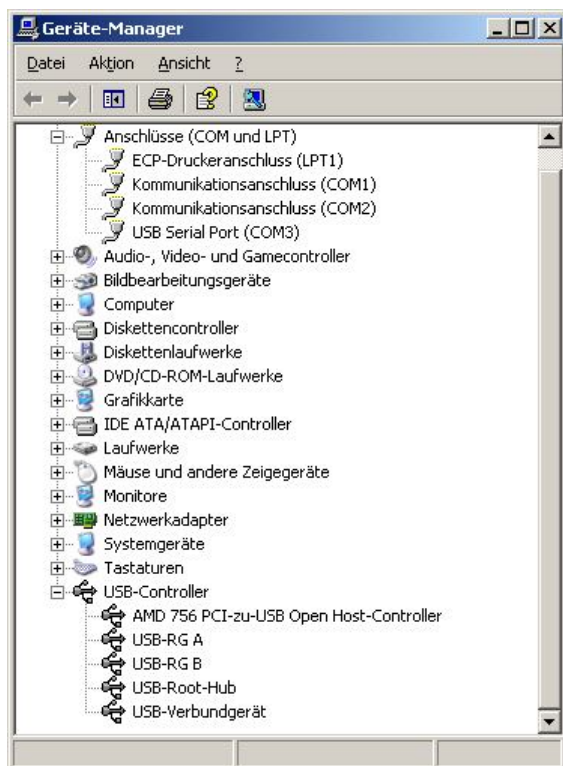 Geräte-Manager
Datei Aktion Ansicht ?
Anschlüsse (COM und LPT)
ECP-Druckeranschluss (LPT1)
Kommunikationsanschluss (COM1)
Kommunikationsanschluss (COM2)
USB Serial Port (COM3)
Audio-, Video- und Gamecontroller
Bildbearbeitungsgeräte
Computer
Diskettencontroller
Diskettenlaufwerke
DVD/CD-ROM-Laufwerke
Grafikkarte
IDE ATA/ATAPI-Controller
Laufwerke
Mäuse und andere Zeigegeräte
Monitore
Netzwerkadapter
Systemgeräte
Tastaturen
USB-Controller
AMD 756 PCI-zu-USB Open Host-Controller
USB-RG A
USB-RG B
USB-Root-Hub
USB-Verbundgerät